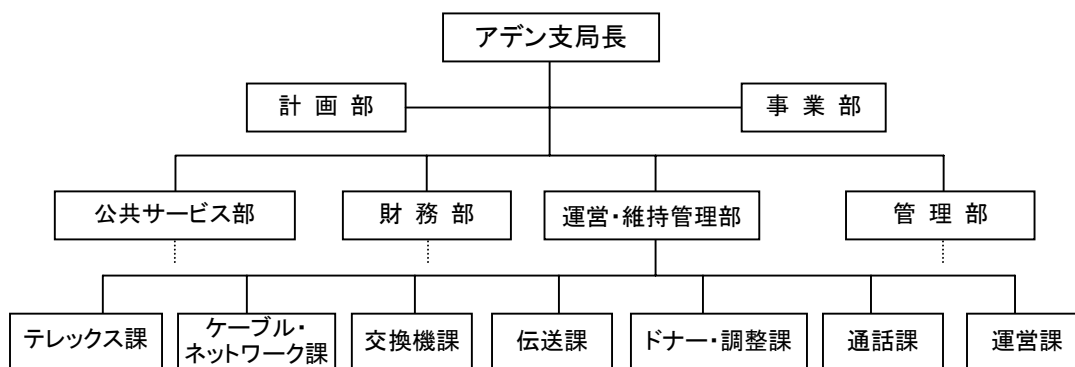 アデン支局長
計 画 部
事 業 部
公共サービス部
財 務 部
運営・維持管理部
管 理 部
テレックス課
ケーブル・
ネットワーク課
交換機課
伝送課
ドナー・調整課
通話課
運営課